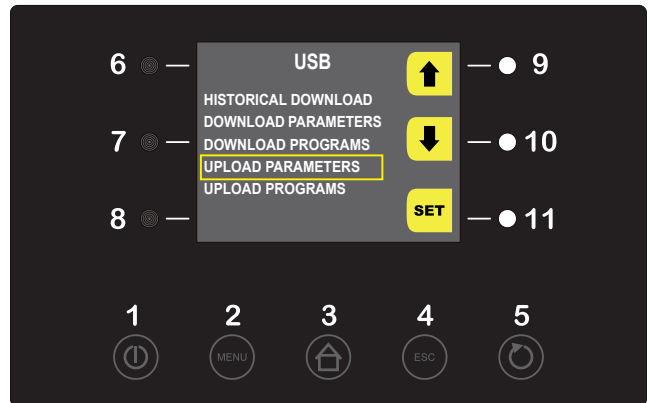 6 USB 9
HISTORICAL DOWNLOAD
DOWNLOAD PARAMETERS
7 DOWNLOAD PROGRAMS 10
UPLOAD PARAMETERS
UPLOAD PROGRAMS
8 SET 11
1 2 3 4 5
MENU ESC